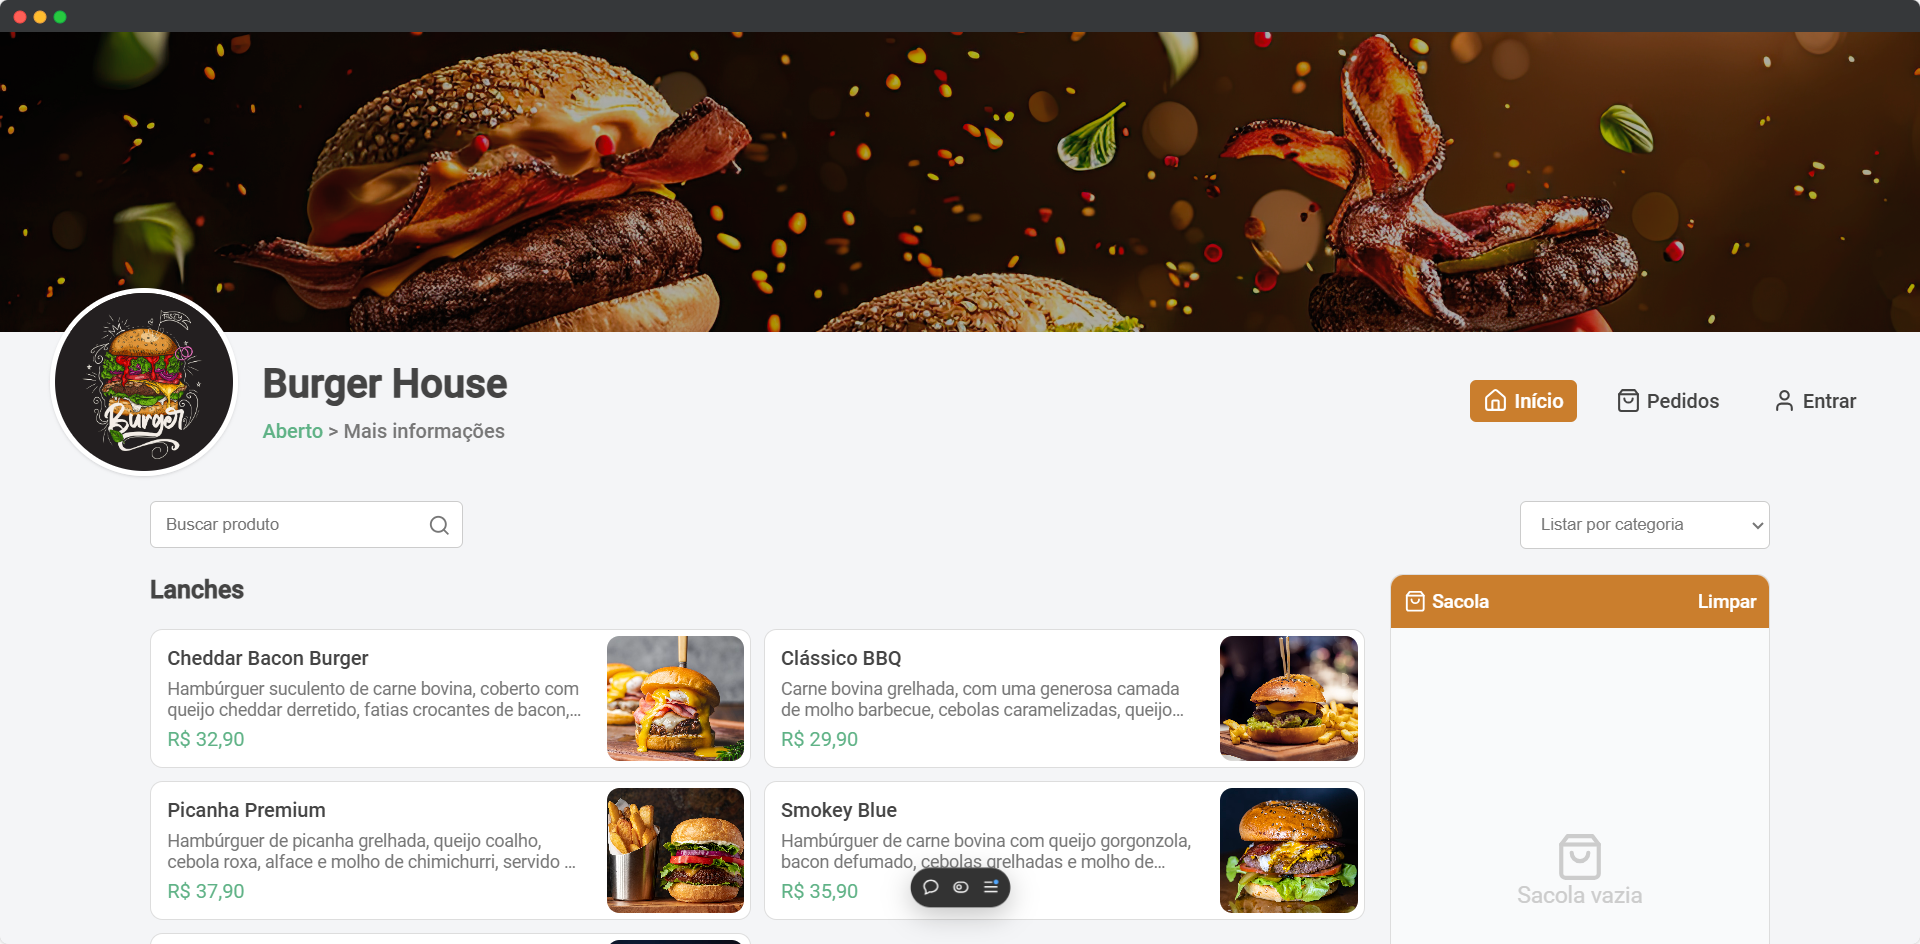 Burger
Burger House
Aberto > Mais informações
Início
Pedidos
Entrar
Buscar produto
Listar por categoria
Lanches
Sacola
Limpar
Cheddar Bacon Burger
Hambúrguer suculento de carne bovina, coberto com
queijo cheddar derretido, fatias crocantes de bacon,...
R$ 32,90
Clássico BBQ
Carne bovina grelhada, com uma generosa camada
de molho barbecue, cebolas caramelizadas, queijo...
R$ 29,90
Picanha Premium
Hambúrguer de picanha grelhada, queijo coalho,
cebola roxa, alface e molho de chimichurri, servido ...
R$ 37,90
Smokey Blue
Hambúrguer de carne bovina com queijo gorgonzola,
bacon defumado, cebolas grelhadas e molho de...
R$ 35,90
Sacola vazia